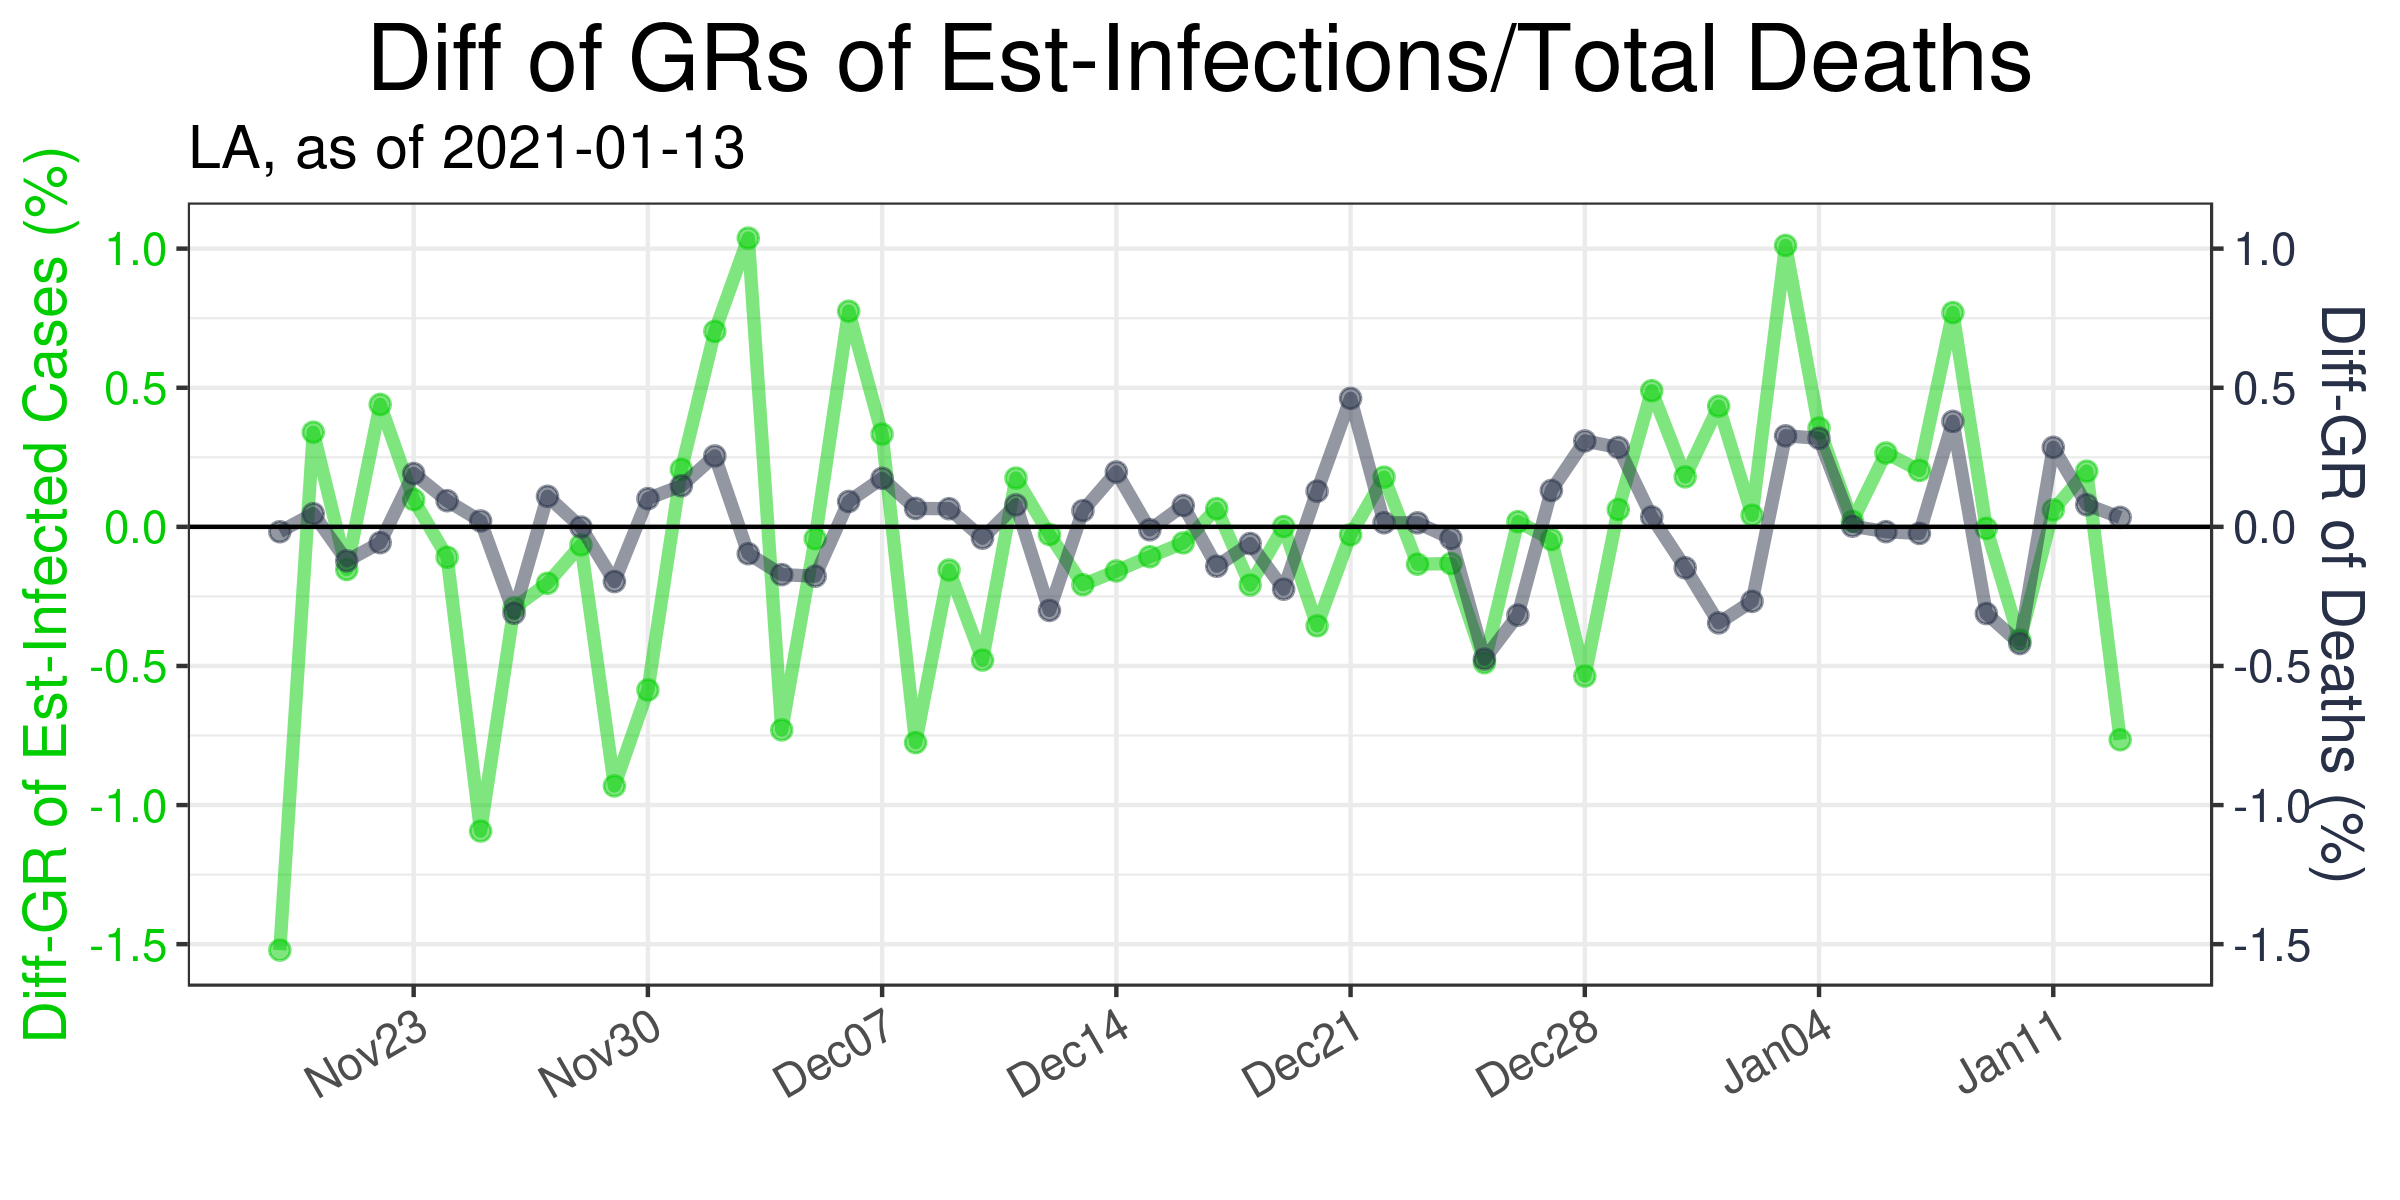 Diff of GRs of Est-Infections/Total Deaths
LA, as of 2021-01-13
Diff-GR of Est-Infected Cases (%)
1.0
0.5
0.0
-0.5
-1.0
-1.5
1.0
0.5
0.0
-0.5
-1.0
-1.5
Diff-GR of Deaths (%)
Nov23
Nov30
Dec07
Dec14
Dec21
Dec28
Jan04
Jan11